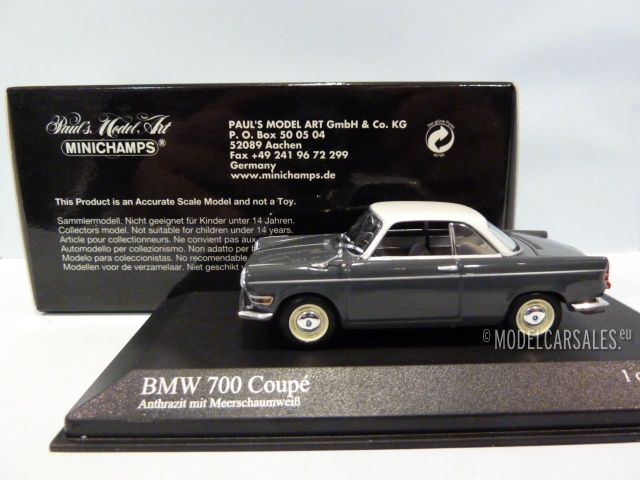 Paul's Model Art
MINICHAMPS®
PAUL'S MODEL ART GmbH & Co. KG
P. O. Box 50 05 04
52089 Aachen
Fax +49 241 96 72 299
Germany
www.minichamps.de
This Product is an Accurate Scale Model and not a Toy.
Sammlermodell. Nicht geeignet für Kinder unter 14 Jahren.
Collectors model. Not suitable for children under 14 years.
Article pour collectionneurs. Ne convient pas aux
Automodello per collezionismo. Non adatto per
Modelo para coleccionistas. No recomendable
Modellen voor de verzamelaar. Niet geschikt
© MODELCARSALES.eu
BMW 700 Coupé
Anthrazit mit Meerschaumweiß
1